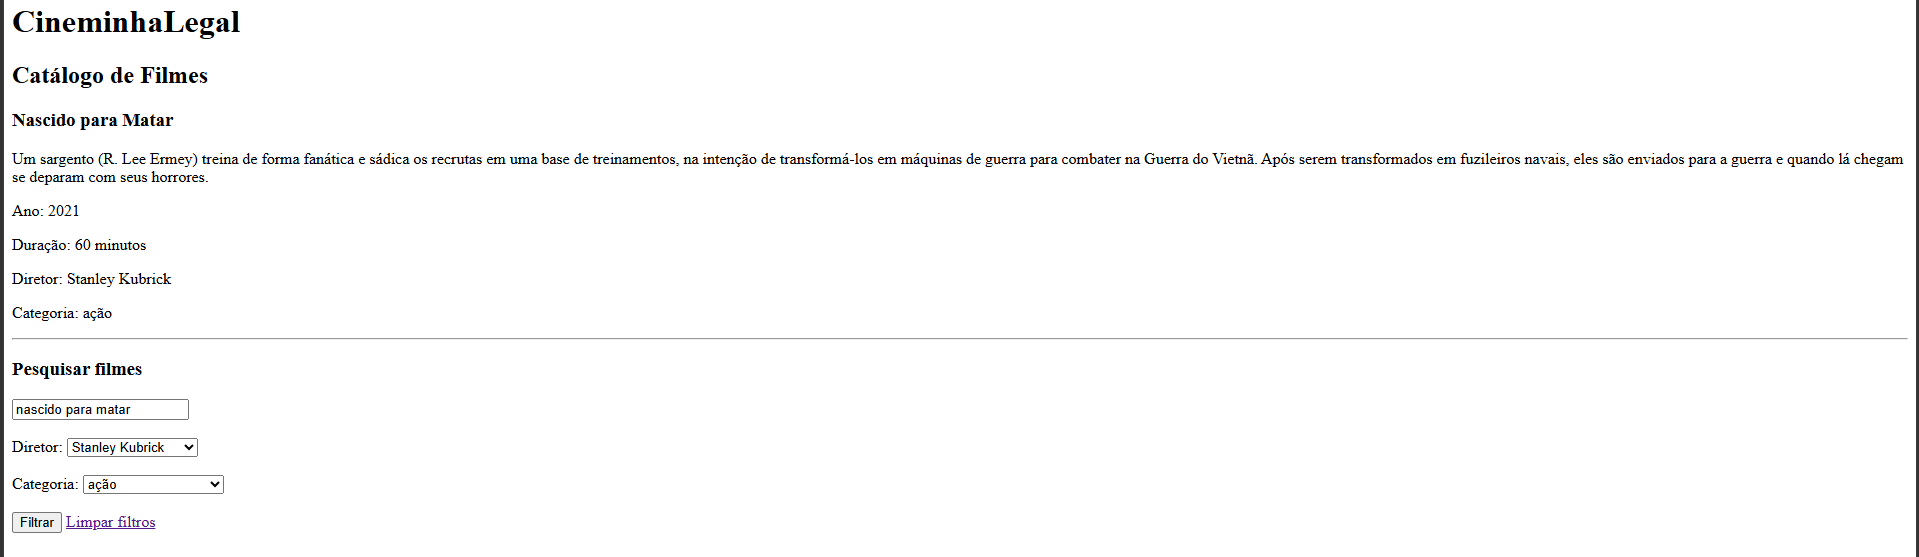 CineminhaLegal
Catálogo de Filmes
Nascido para Matar
Um sargento (R. Lee Ermey) treina de forma fanática e sádica os recrutas em uma base de treinamentos, na intenção de transformá-los em máquinas de guerra para combater na Guerra do Vietnã. Após serem transformados em fuzileiros navais, eles são enviados para a guerra e quando lá chegam
se deparam com seus horrores.
Ano: 2021
Duração: 60 minutos
Diretor: Stanley Kubrick
Categoria: ação
Pesquisar filmes
nascido para matar
Diretor: Stanley Kubrick
Categoria: ação
Filtrar Limpar filtros